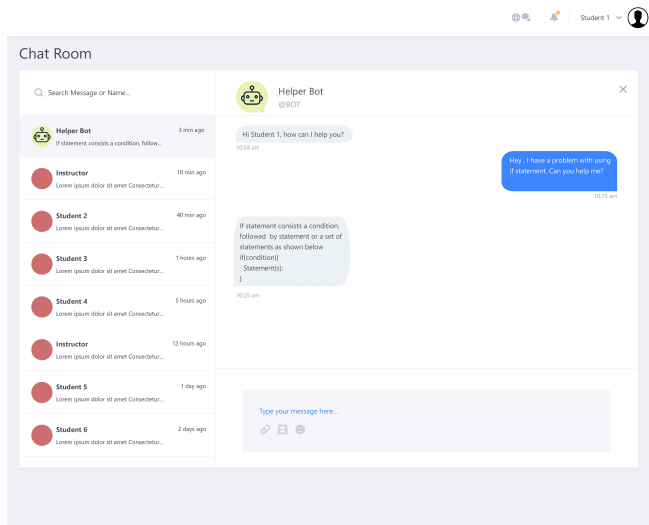 Student 1
Chat Room
Search Message or Name...
Helper Bot
3 min ago
If statement consists a condition, follow...
Instructor
10 min ago
Lorem ipsum dolor sit amet Consectetur...
Student 2
40 min ago
Lorem ipsum dolor sit amet Consectetur...
Student 3
1 hours ago
Lorem ipsum dolor sit amet Consectetur...
Student 4
5 hours ago
Lorem ipsum dolor sit amet Consectetur...
Instructor
12 hours ago
Lorem ipsum dolor sit amet Consectetur...
Student 5
1 day ago
Lorem ipsum dolor sit amet Consectetur...
Student 6
2 days ago
Lorem ipsum dolor sit amet Consectetur...
Helper Bot
@BOT
Hi Student 1, how can I help you?
10:24 am
Hey , I have a problem with using
if statement. Can you help me?
10:25 am
If statement consists a condition,
followed  by statement or a set of
statements as shown below
if(condition){
Statement(s);
}
10:25 am
Type your message here...